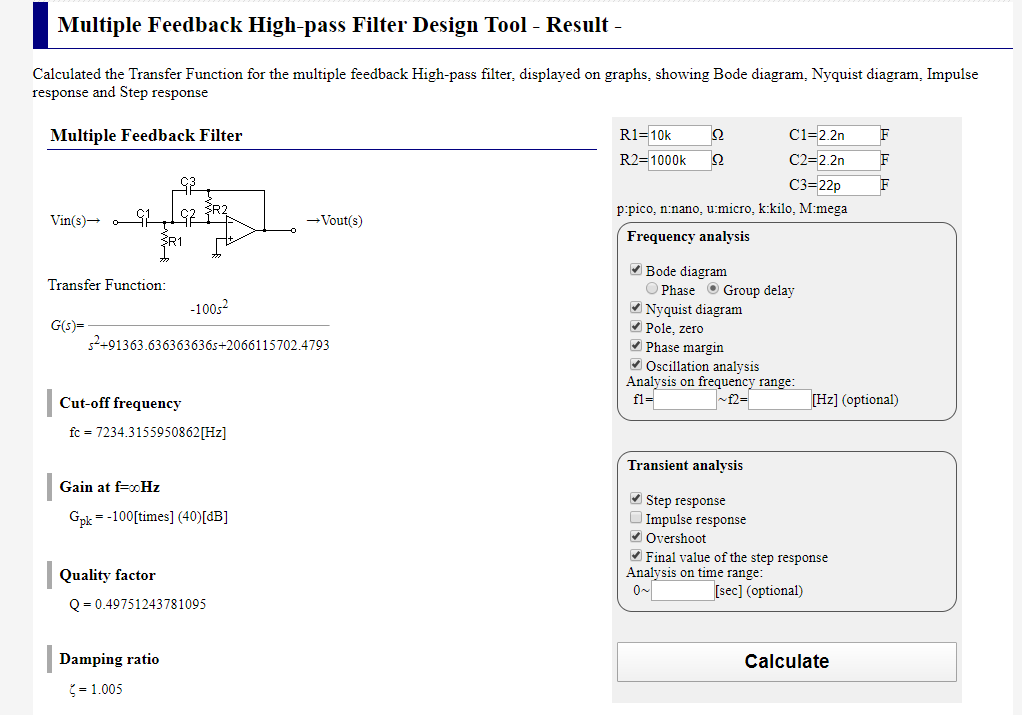 Multiple Feedback High-pass Filter Design Tool - Result -
Calculated the Transfer Function for the multiple feedback High-pass filter, displayed on graphs, showing Bode diagram, Nyquist diagram, Impulse
response and Step response
Multiple Feedback Filter
C3
Vin(s)→ C1 C2 R2 →Vout(s)
R1
- +
Transfer Function:
-100s²
G(s)=
s²+91363.636363636s+2066115702.4793
Cut-off frequency
fc = 7234.3155950862[Hz]
Gain at f=∞Hz
Gpk = -100[times] (40)[dB]
Quality factor
Q = 0.49751243781095
Damping ratio
ζ = 1.005
R1=10k Ω C1=2.2n F
R2=1000k Ω C2=2.2n F
C3=22p F
p:pico, n:nano, u:micro, k:kilo, M:mega
Frequency analysis
Bode diagram
Phase Group delay
Nyquist diagram
Pole, zero
Phase margin
Oscillation analysis
Analysis on frequency range:
f1= ~f2= [Hz] (optional)
Transient analysis
Step response
Impulse response
Overshoot
Final value of the step response
Analysis on time range:
0~ [sec] (optional)
Calculate